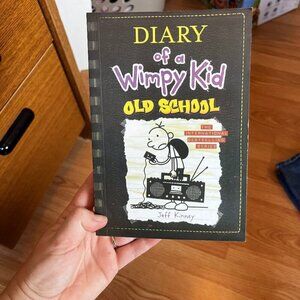 DIARY
of a
Wimpy Kid
OLD SCHOOL
THE
INTERNATIONAL
BESTSELLING
SERIES
Jeff Kinney